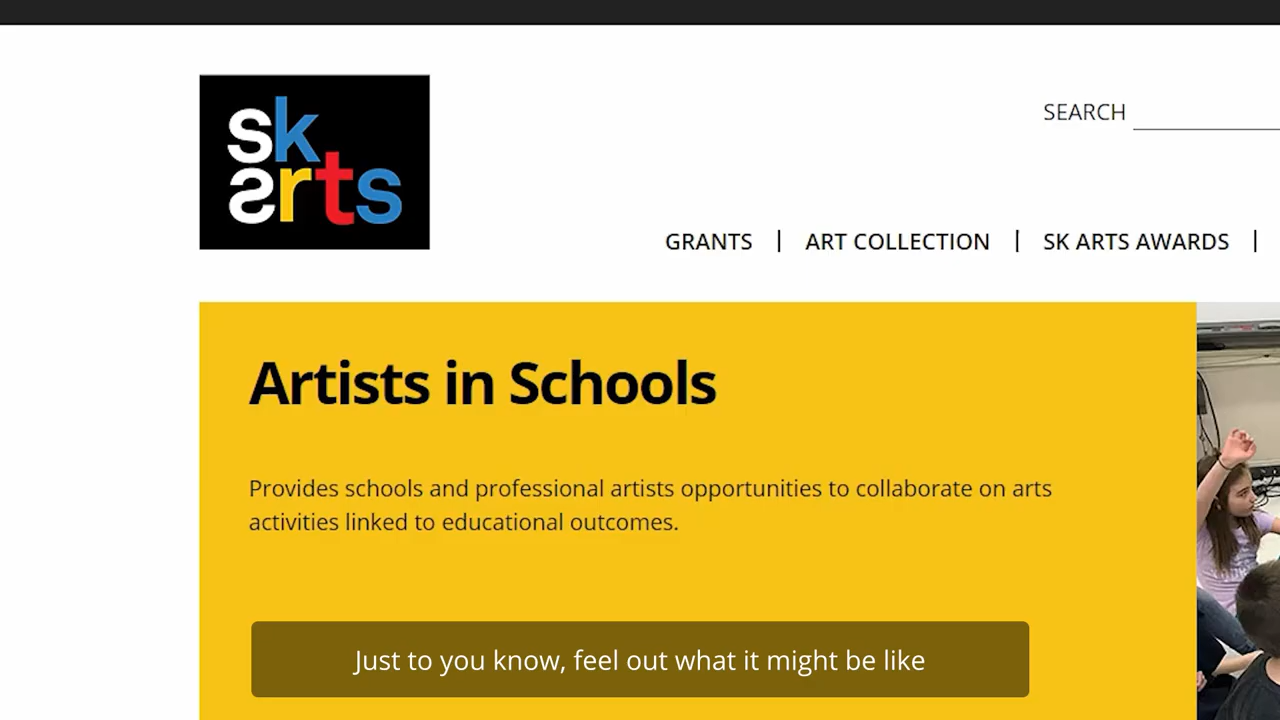 sk
arts
SEARCH
GRANTS | ART COLLECTION | SK ARTS AWARDS |
Artists in Schools
Provides schools and professional artists opportunities to collaborate on arts
activities linked to educational outcomes.
Just to you know, feel out what it might be like